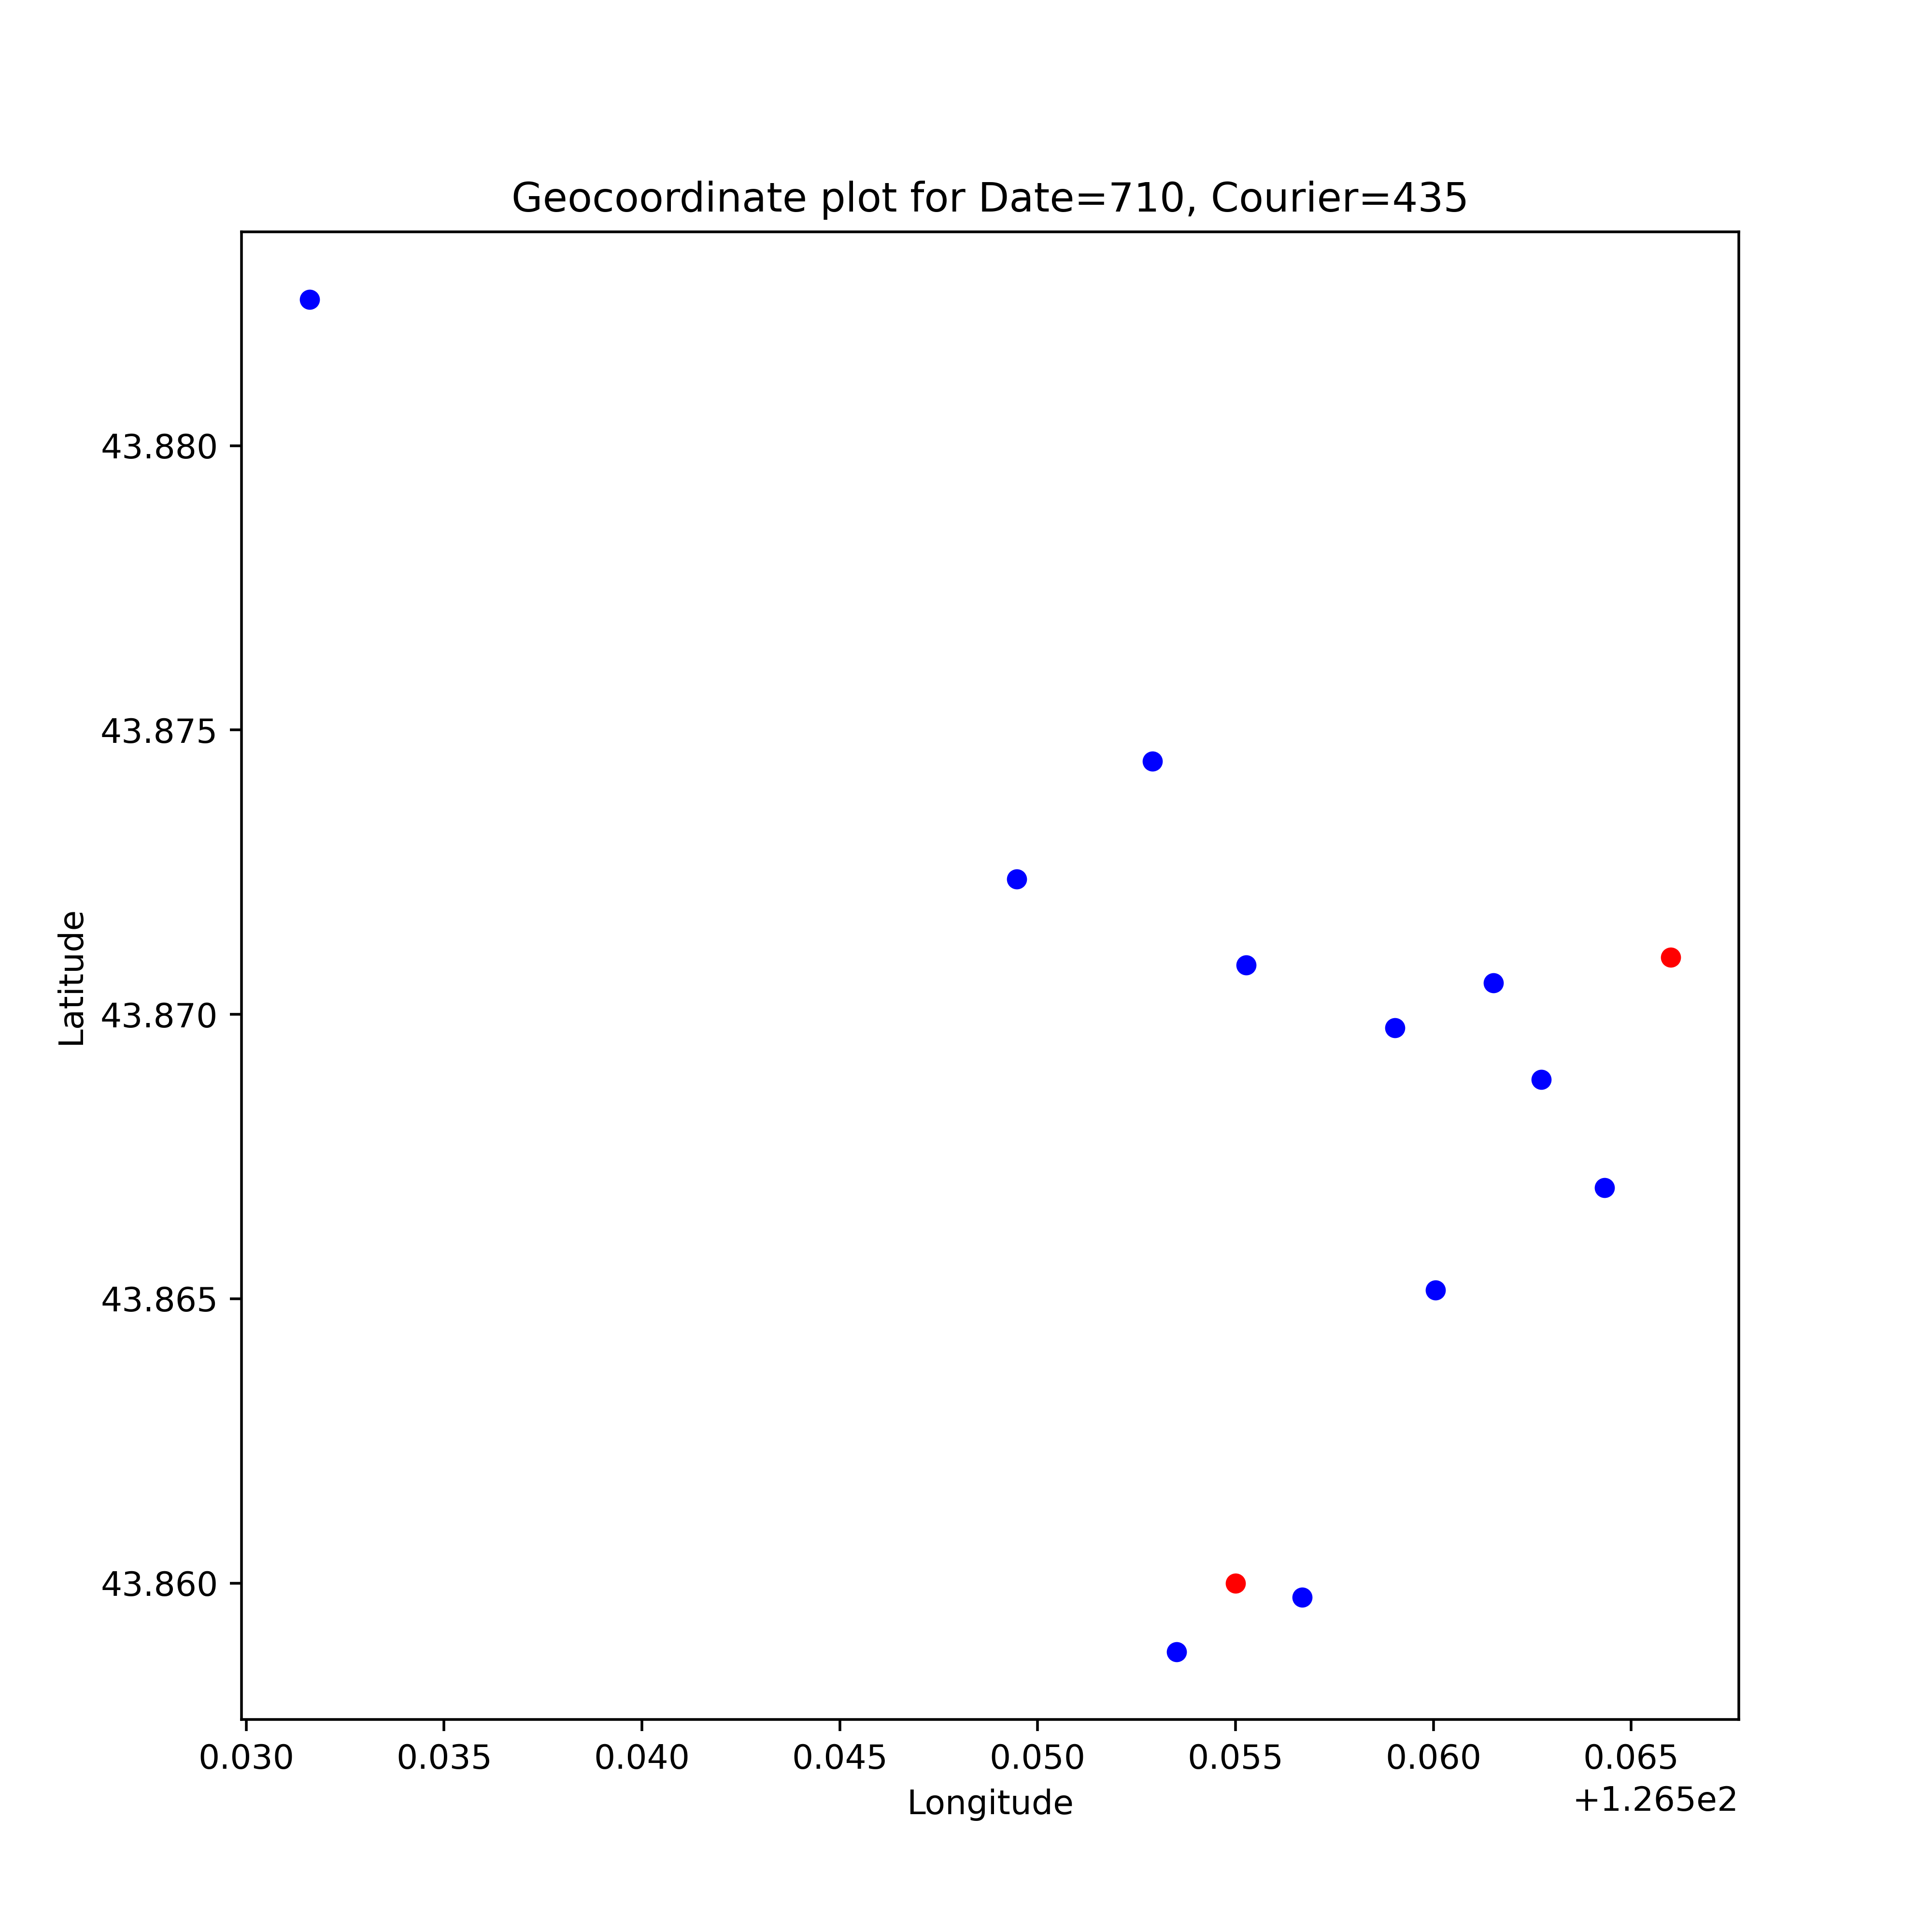 Geocoordinate plot for Date=710, Courier=435
43.880
43.875
43.870
43.865
43.860
Latitude
0.030 0.035 0.040 0.045 0.050 0.055 0.060 0.065
+1.265e2
Longitude